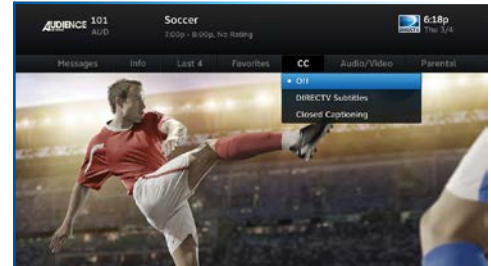 AUDIENCE 101
AUD
Soccer
7:00p - 8:00p, No Rating
DIRECTV
6:18p
Thu 3/4
Messages Info Last 4 Favorites CC Audio/Video Parental
• Off
DIRECTV Subtitles
Closed Captioning